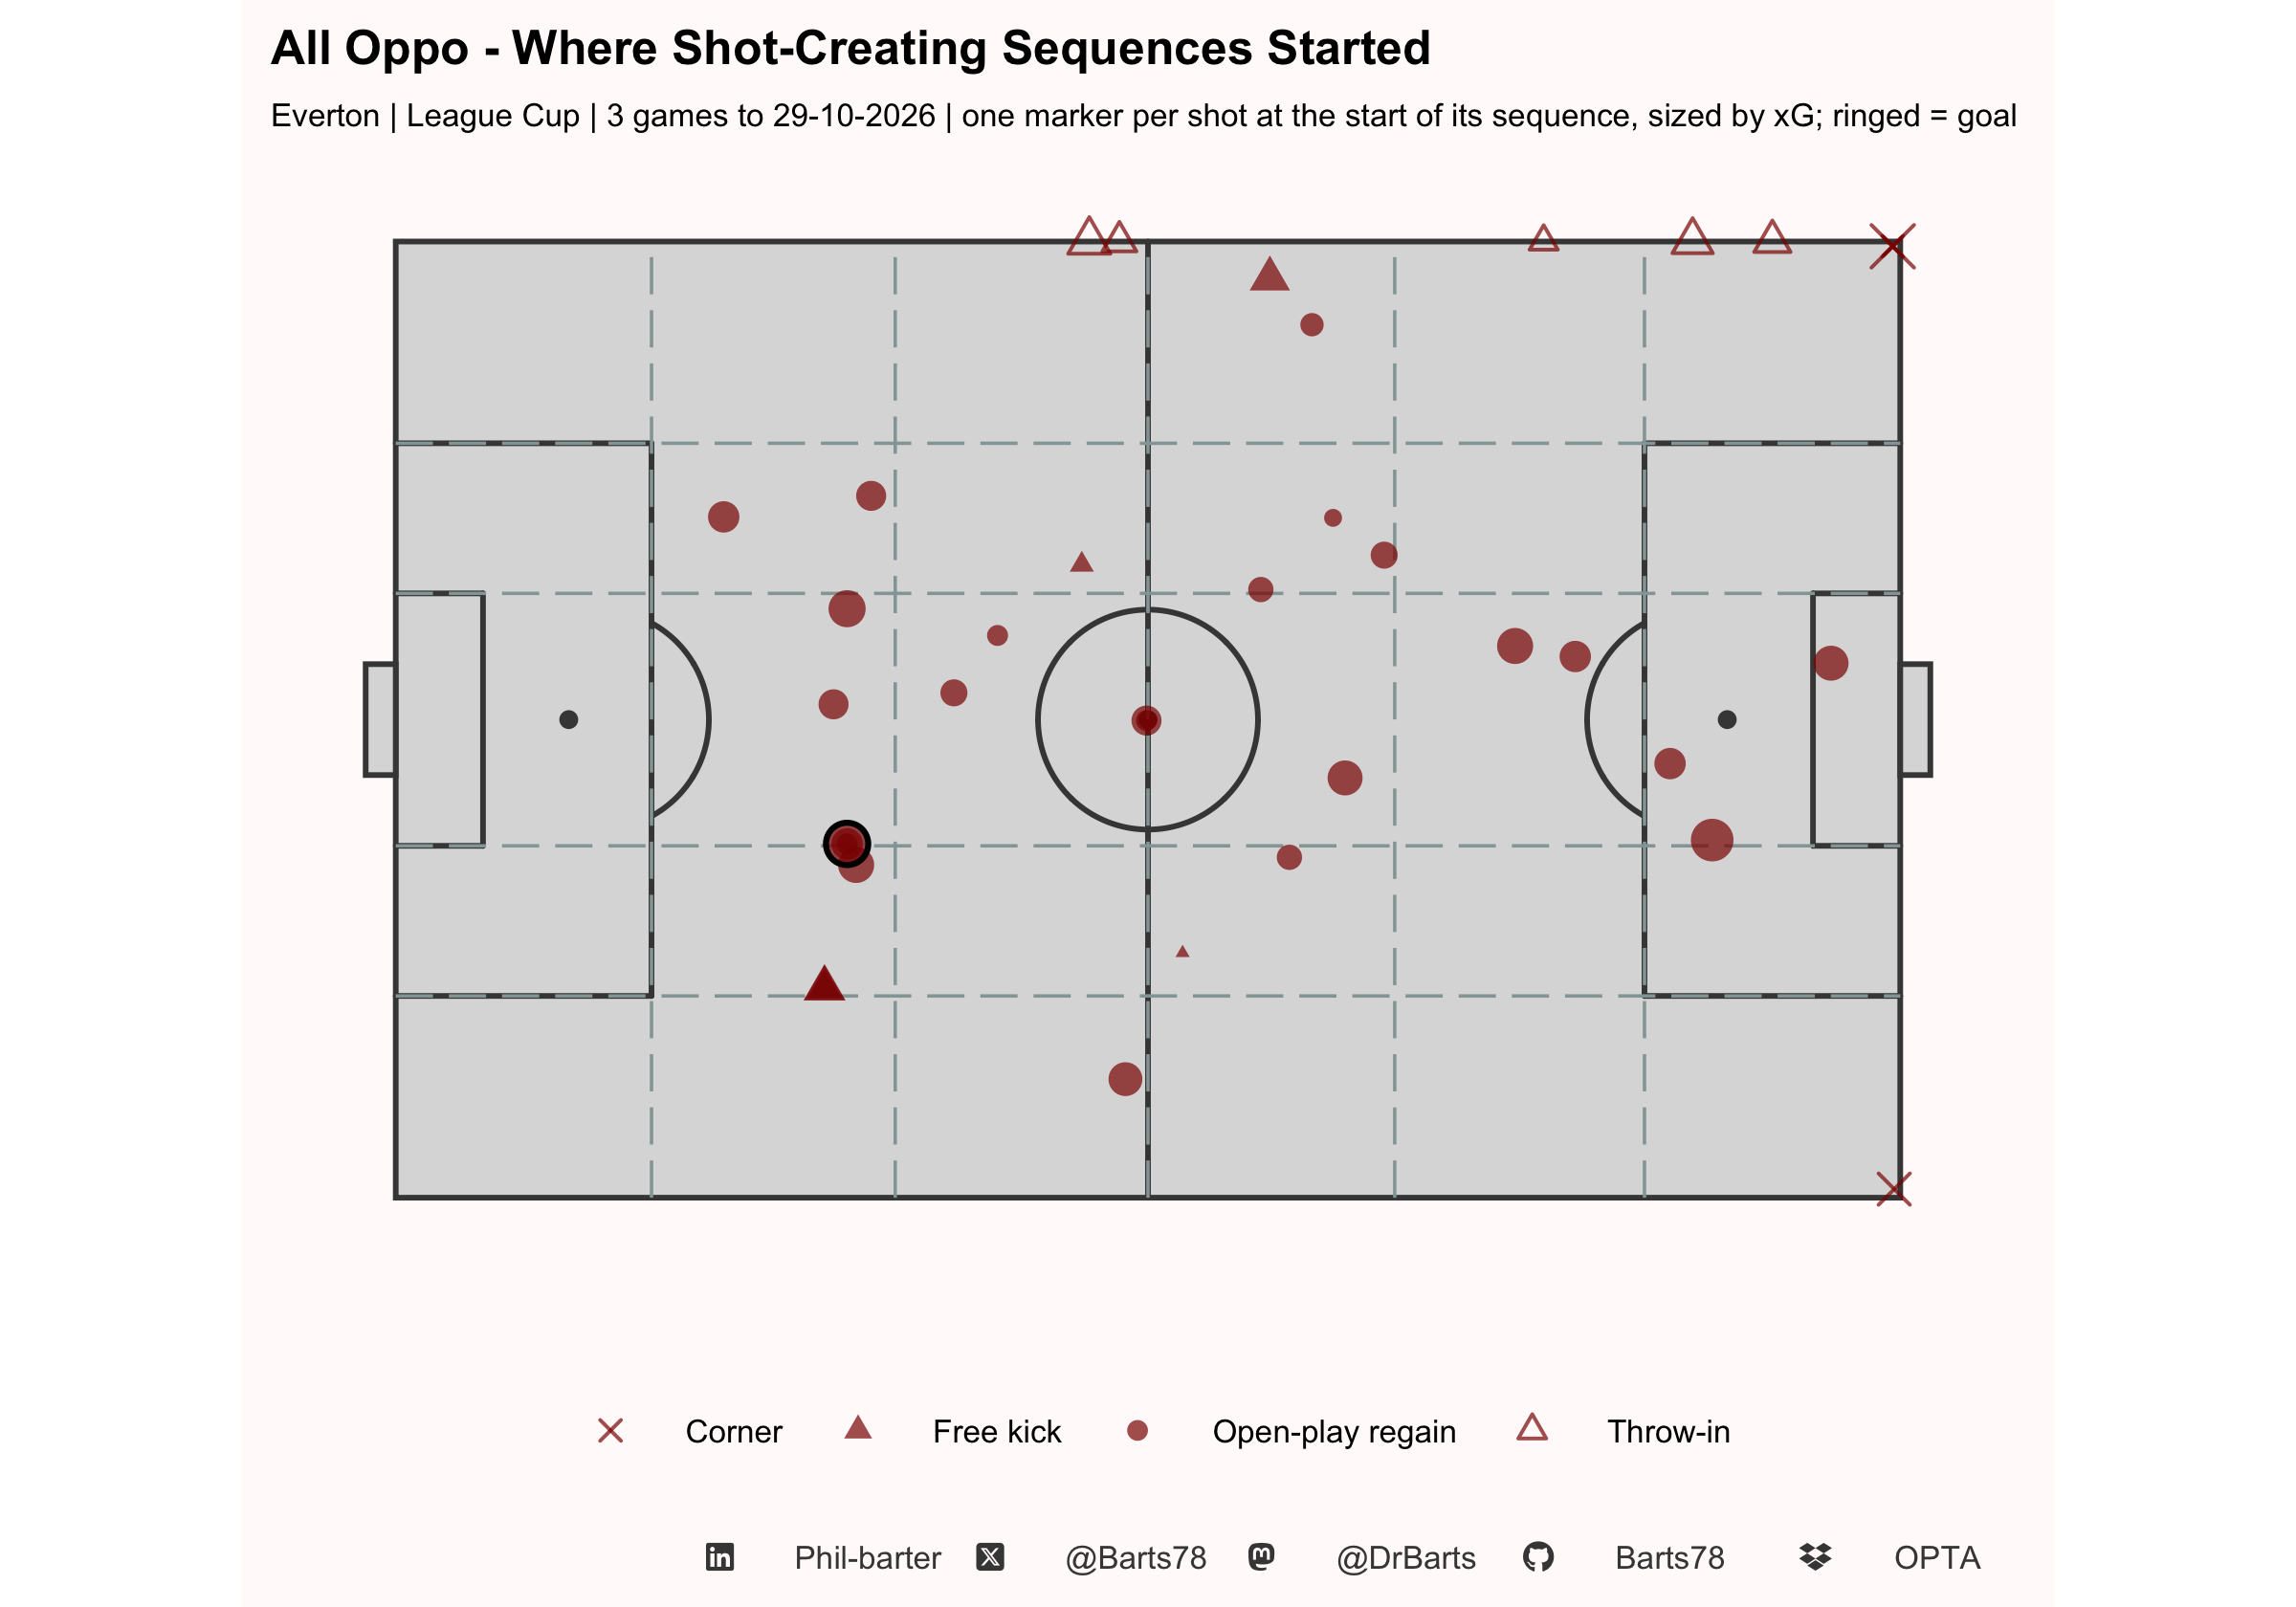 All Oppo - Where Shot-Creating Sequences Started
Everton | League Cup | 3 games to 29-10-2026 | one marker per shot at the start of its sequence, sized by xG; ringed = goal
Corner Free kick Open-play regain Throw-in
Phil-barter @Barts78 @DrBarts Barts78 OPTA